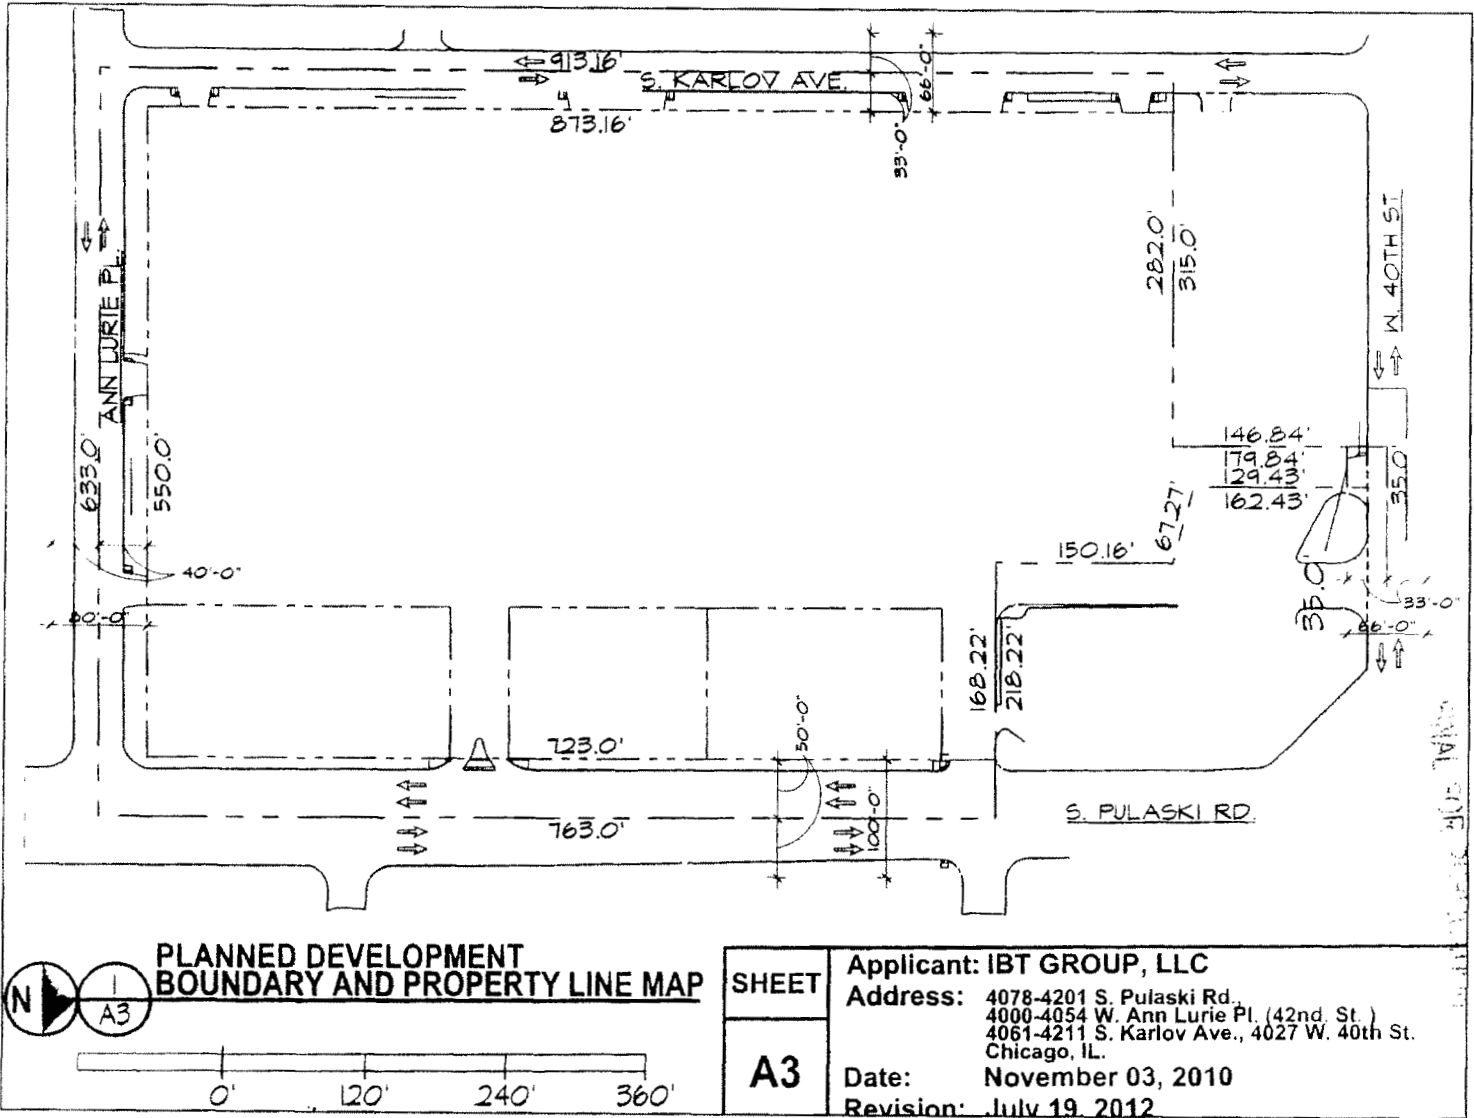 913.16'
S. KARLOV AVE.
873.16'
66'-0"
33'-0"
282.0'
315.0'
W. 40TH ST
ANN LURIE PL.
633.0'
550.0'
146.84'
179.84'
129.43'
162.43'
35.0'
67.27'
150.16'
40'-0"
35.0'
33'-0"
66'-0"
80'-0"
168.22'
218.22'
723.0'
50'-0"
100'-0"
763.0'
S. PULASKI RD.
N
1
A3
PLANNED DEVELOPMENT
BOUNDARY AND PROPERTY LINE MAP
0' 120' 240' 360'
SHEET
A3
Applicant: IBT GROUP, LLC
Address: 4078-4201 S. Pulaski Rd.,
4000-4054 W. Ann Lurie Pl. (42nd. St.)
4061-4211 S. Karlov Ave., 4027 W. 40th St.
Chicago, IL.
Date: November 03, 2010
Revision: July 19, 2012